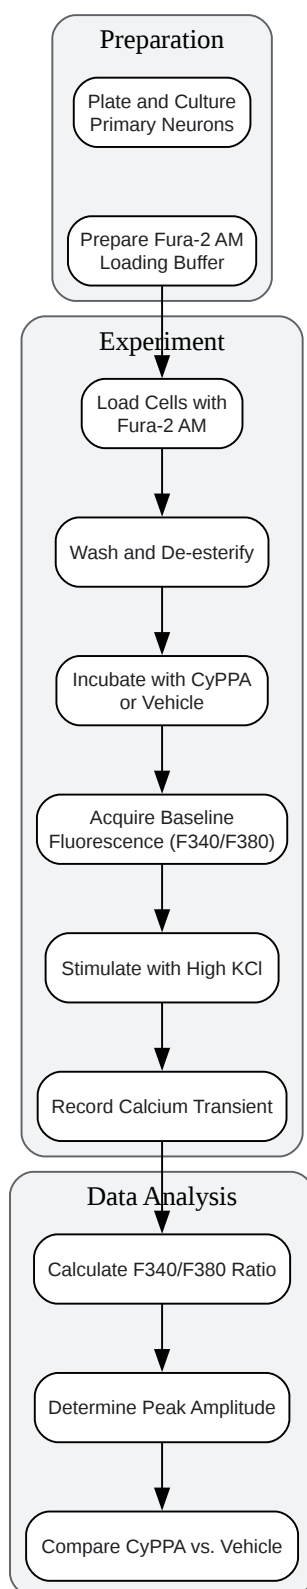 Preparation
Plate and Culture
Primary Neurons
Prepare Fura-2 AM
Loading Buffer
Experiment
Load Cells with
Fura-2 AM
Wash and De-esterify
Incubate with CyPPA
or Vehicle
Acquire Baseline
Fluorescence (F340/F380)
Stimulate with High KCl
Record Calcium Transient
Data Analysis
Calculate F340/F380 Ratio
Determine Peak Amplitude
Compare CyPPA vs. Vehicle